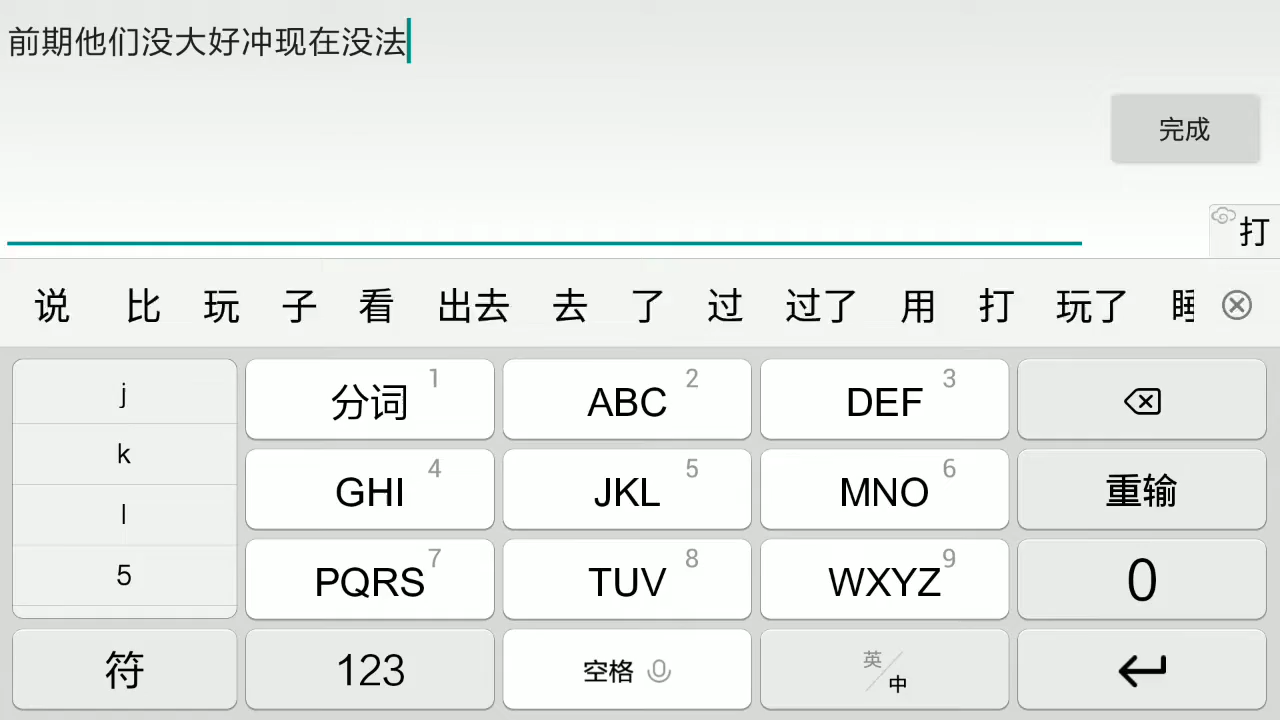 前期他们没大好冲现在没法
完成
打
说 比 玩 子 看 出去 去 了 过 过了 用 打 玩了 睡
j 分词 1 ABC 2 DEF 3
k GHI 4 JKL 5 MNO 6 重输
l
5 PQRS 7 TUV 8 WXYZ 9 0
符 123 空格 英/中